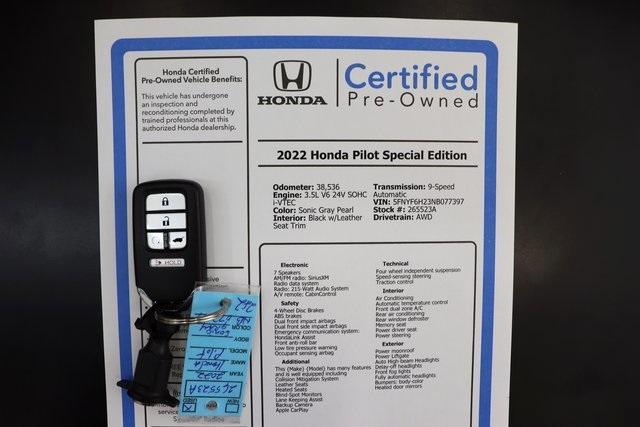 Honda Certified
Pre-Owned Vehicle Benefits:
This vehicle has undergone
an inspection and
reconditioning completed by
trained professionals at this
authorized Honda dealership.
HONDA
Certified
Pre-Owned
2022 Honda Pilot Special Edition
Odometer: 38,536
Engine: 3.5L V6 24V SOHC
i-VTEC
Color: Sonic Gray Pearl
Interior: Black w/Leather
Seat Trim
Transmission: 9-Speed
Automatic
VIN: 5FNYF6H23NB077397
Stock #: 265523A
Drivetrain: AWD
Electronic
7 Speakers
AM/FM radio: SiriusXM
Radio data system
Radio: 215-Watt Audio System
A/V remote: CabinControl
Safety
4-Wheel Disc Brakes
ABS brakes
Dual front impact airbags
Dual front side impact airbags
Emergency communication system:
HondaLink Assist
Front anti-roll bar
Low tire pressure warning
Occupant sensing airbag
Additional
This (Make) (Model) has many features
and is well equipped including
Collision Mitigation System
Leather Seats
Heated Seats
Blind-Spot Monitors
Lane Keeping Assist
Backup Camera
Apple CarPlay
Technical
Four wheel independent suspension
Speed-sensing steering
Traction control
Interior
Air Conditioning
Automatic temperature control
Front dual zone A/C
Rear air conditioning
Rear window defroster
Memory seat
Power driver seat
Power steering
Exterior
Power moonroof
Power Liftgate
Auto High-beam Headlights
Delay-off headlights
Front fog lights
Fully automatic headlights
Bumpers: body-color
Heated door mirrors
HOLD
COLOR
BODY
MODEL
MAKE
Honda
YEAR
2022
265523A
NEW
USED